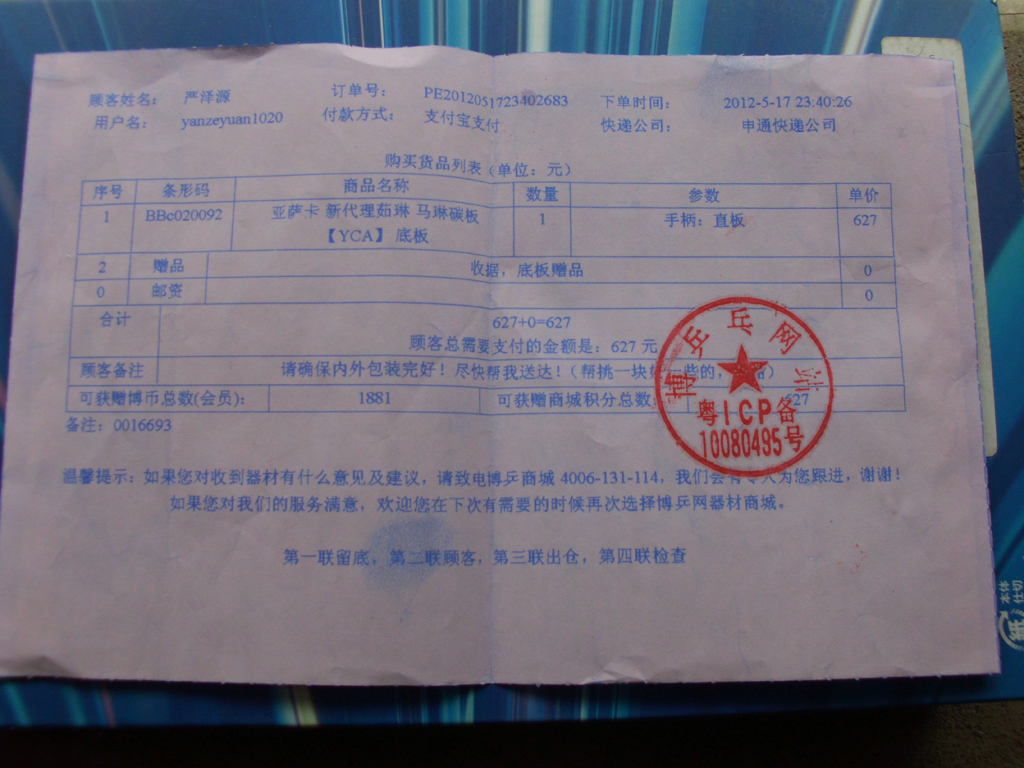 顾客姓名： 严泽源 订单号： PE2012051723402683 下单时间： 2012-5-17 23:40:26
用户名： yanzeyuan1020 付款方式： 支付宝支付 快递公司： 申通快递公司
购买货品列表（单位：元）
序号 条形码 商品名称 数量 参数 单价
1 BBc020092 亚萨卡 新代理茹琳 马琳碳板 1 手柄：直板 627
【YCA】 底板
2 赠品 收据，底板赠品 0
0 邮资 0
合计 627+0=627
顾客总需要支付的金额是：627 元
顾客备注 请确保内外包装完好！尽快帮我送达！（帮挑一块 一些的，
可获赠博币总数(会员)： 1881 可获赠商城积分总数 627
备注：0016693
博乒乓网站
粤ICP备
10080495号
温馨提示：如果您对收到器材有什么意见及建议，请致电博乒商城 4006-131-114，我们会有专人为您跟进，谢谢！
如果您对我们的服务满意，欢迎您在下次有需要的时候再次选择博乒网器材商城。
第一联留底，第二联顾客，第三联出仓，第四联检查
本体
仕切
紙